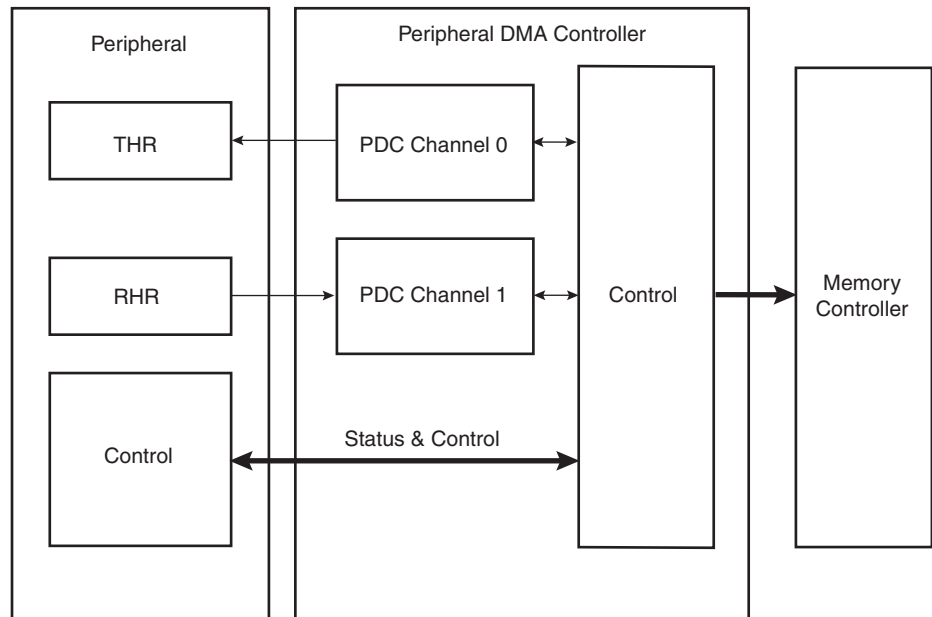 Peripheral
Peripheral DMA Controller
THR
PDC Channel 0
RHR
PDC Channel 1
Control
Memory
Controller
Status & Control
Control